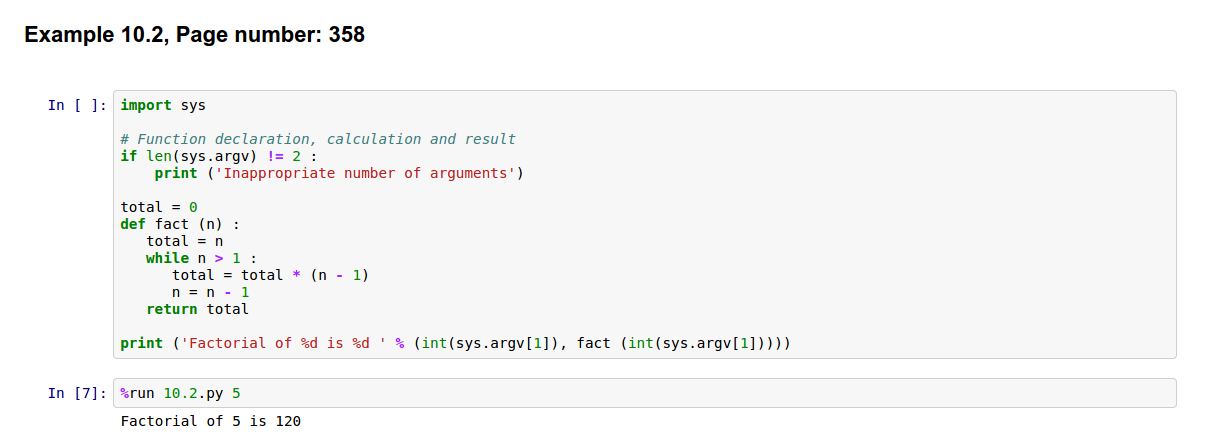 Example 10.2, Page number: 358
In [ ]: import sys
# Function declaration, calculation and result
if len(sys.argv) != 2 :
    print ('Inappropriate number of arguments')
total = 0
def fact (n) :
   total = n
   while n > 1 :
      total = total * (n - 1)
      n = n - 1
   return total
print ('Factorial of %d is %d ' % (int(sys.argv[1]), fact (int(sys.argv[1]))))
In [7]: %run 10.2.py 5
Factorial of 5 is 120